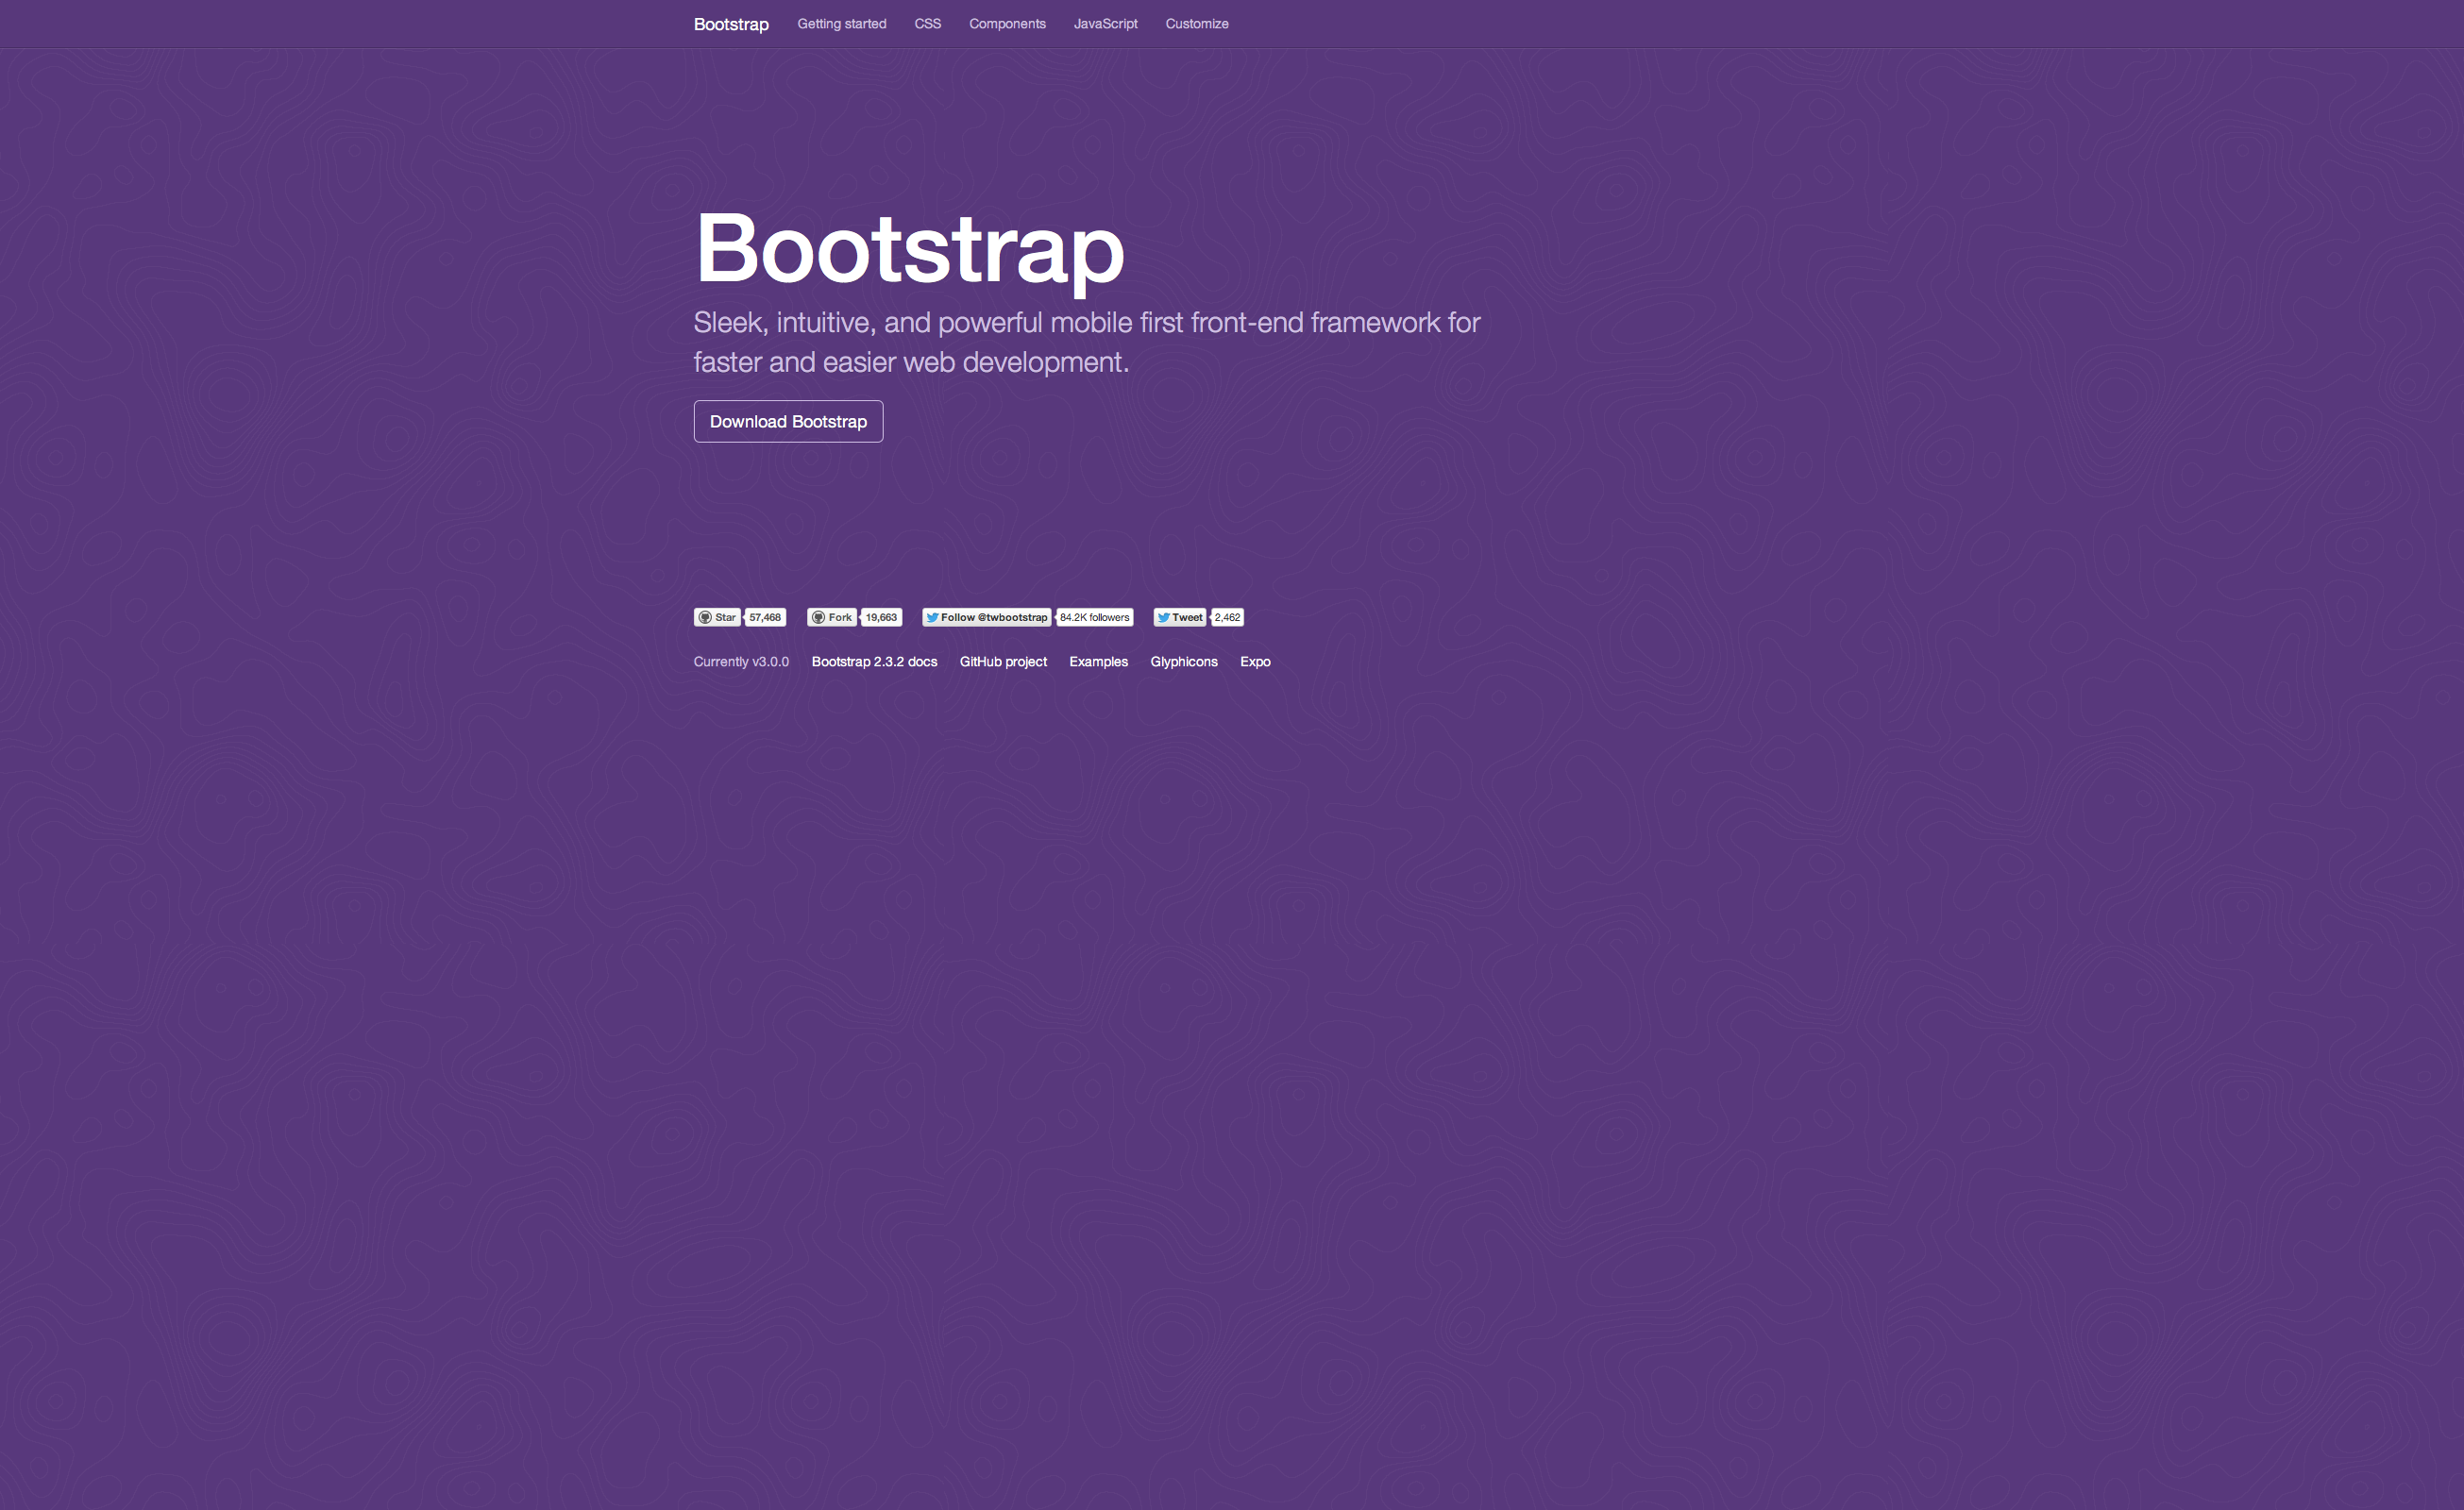 Bootstrap Getting started CSS Components JavaScript Customize
Bootstrap
Sleek, intuitive, and powerful mobile first front-end framework for
faster and easier web development.
Download Bootstrap
Star 57,468 Fork 19,663 Follow @twbootstrap 84.2K followers Tweet 2,462
Currently v3.0.0 Bootstrap 2.3.2 docs GitHub project Examples Glyphicons Expo